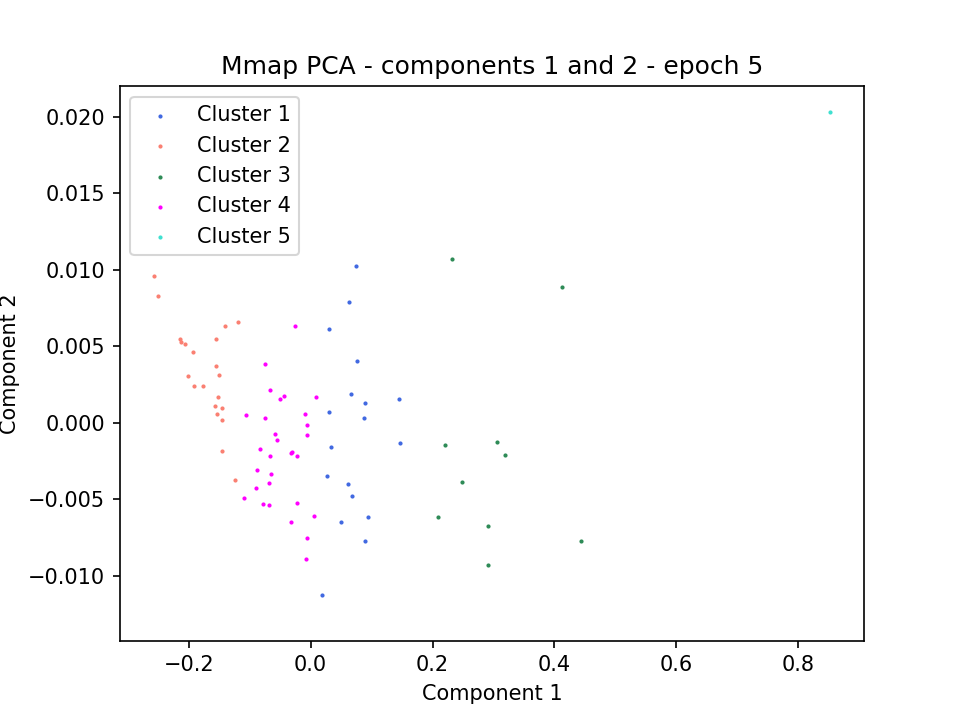 Mmap PCA - components 1 and 2 - epoch 5
Cluster 1
Cluster 2
Cluster 3
Cluster 4
Cluster 5
0.020
0.015
0.010
0.005
0.000
−0.005
−0.010
Component 2
−0.2
0.0
0.2
0.4
0.6
0.8
Component 1